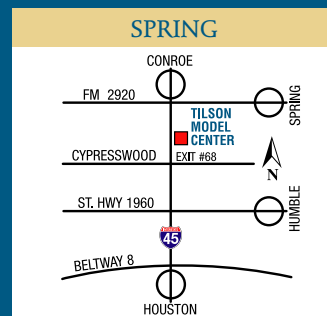 SPRING
CONROE
FM 2920
SPRING
TILSON
MODEL
CENTER
CYPRESSWOOD
EXIT #68
N
ST. HWY 1960
HUMBLE
45
BELTWAY 8
HOUSTON